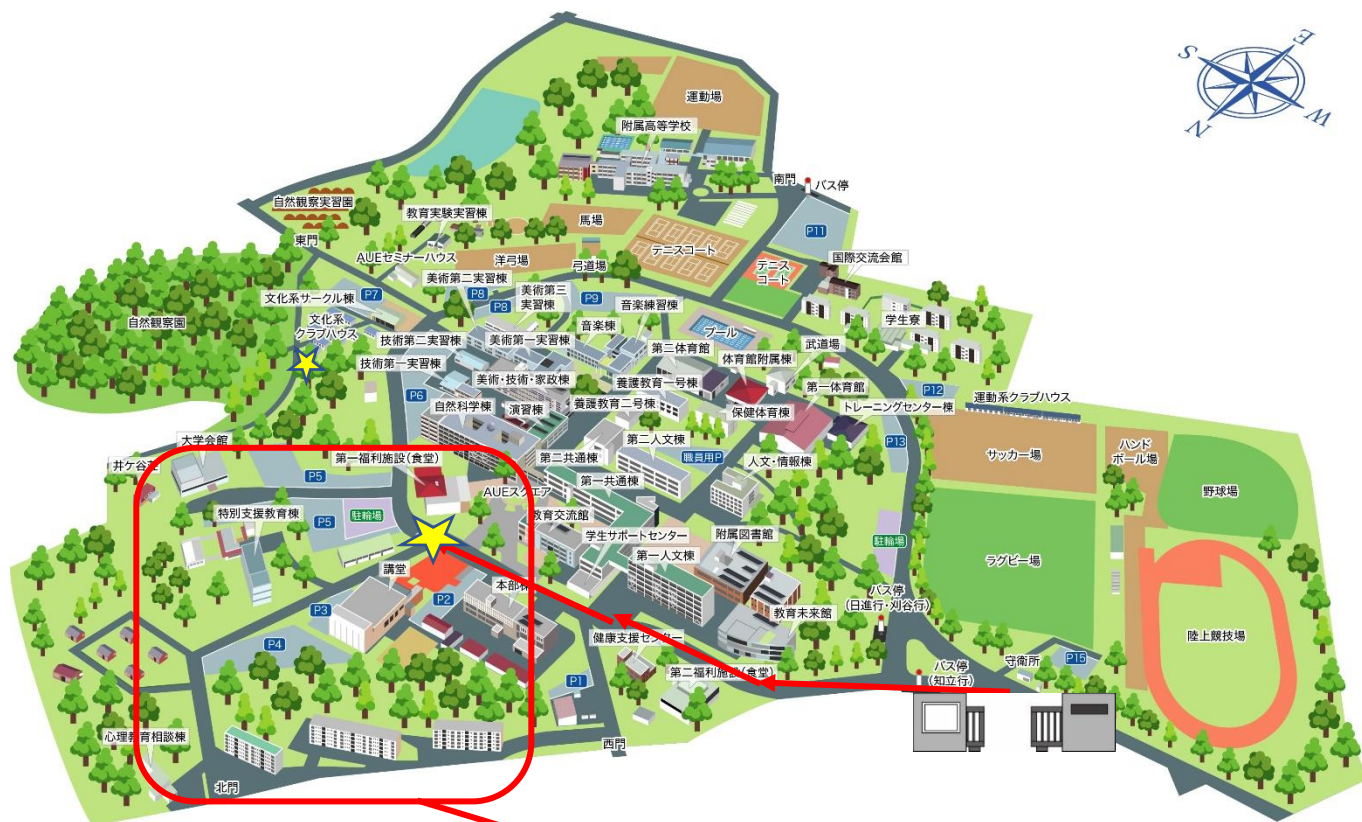 E
S
W
N
運動場
附属高等学校
南門
バス停
P11
自然観察実習園
教育実験実習棟
馬場
テニスコート
東門
AUEセミナーハウス
洋弓場
弓道場
テニス
コート
国際交流会館
美術第二実習棟
文化系サークル棟
P7
P8
P8
美術第三
実習棟
P9
音楽練習棟
学生寮
自然観察園
文化系
クラブハウス
技術第二実習棟
美術第一実習棟
音楽棟
プール
技術第一実習棟
第二体育館
体育館附属棟
武道場
美術・技術・家政棟
養護教育一号棟
第一体育館
P12
運動系クラブハウス
P6
自然科学棟
演習棟
養護教育二号棟
保健体育棟
トレーニングセンター棟
大学会館
第二人文棟
P13
サッカー場
ハンド
ボール場
井ケ谷荘
第一福利施設(食堂)
第二共通棟
職員用P
人文・情報棟
野球場
P5
AUEスクエア
第一共通棟
特別支援教育棟
P5
駐輪場
教育交流館
学生サポートセンター
附属図書館
駐輪場
ラグビー場
講堂
本部棟
第一人文棟
P3
P2
バス停
(日進行・刈谷行)
教育未来館
陸上競技場
P4
健康支援センター
守衛所
P15
第二福利施設(食堂)
バス停
(知立行)
P1
心理教育相談棟
西門
北門